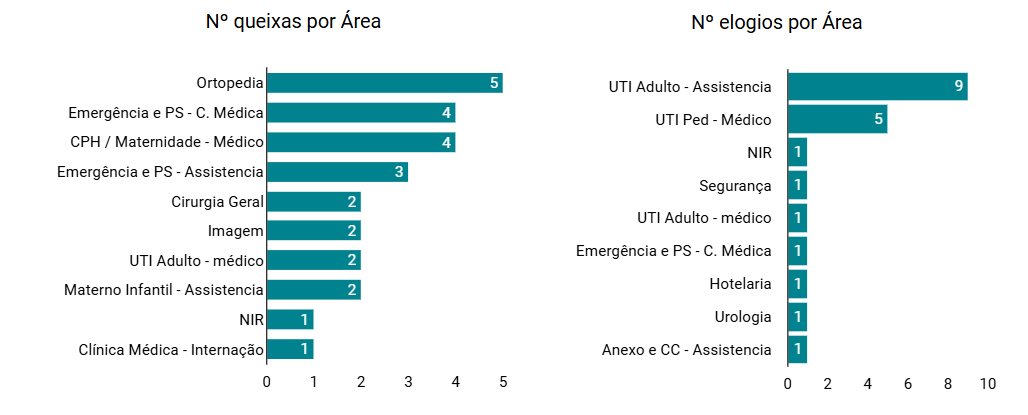 Nº queixas por Área
Ortopedia 5
Emergência e PS - C. Médica 4
CPH / Maternidade - Médico 4
Emergência e PS - Assistencia 3
Cirurgia Geral 2
Imagem 2
UTI Adulto - médico 2
Materno Infantil - Assistencia 2
NIR 1
Clínica Médica - Internação 1
0 1 2 3 4 5
Nº elogios por Área
UTI Adulto - Assistencia 9
UTI Ped - Médico 5
NIR 1
Segurança 1
UTI Adulto - médico 1
Emergência e PS - C. Médica 1
Hotelaria 1
Urologia 1
Anexo e CC - Assistencia 1
0 2 4 6 8 10